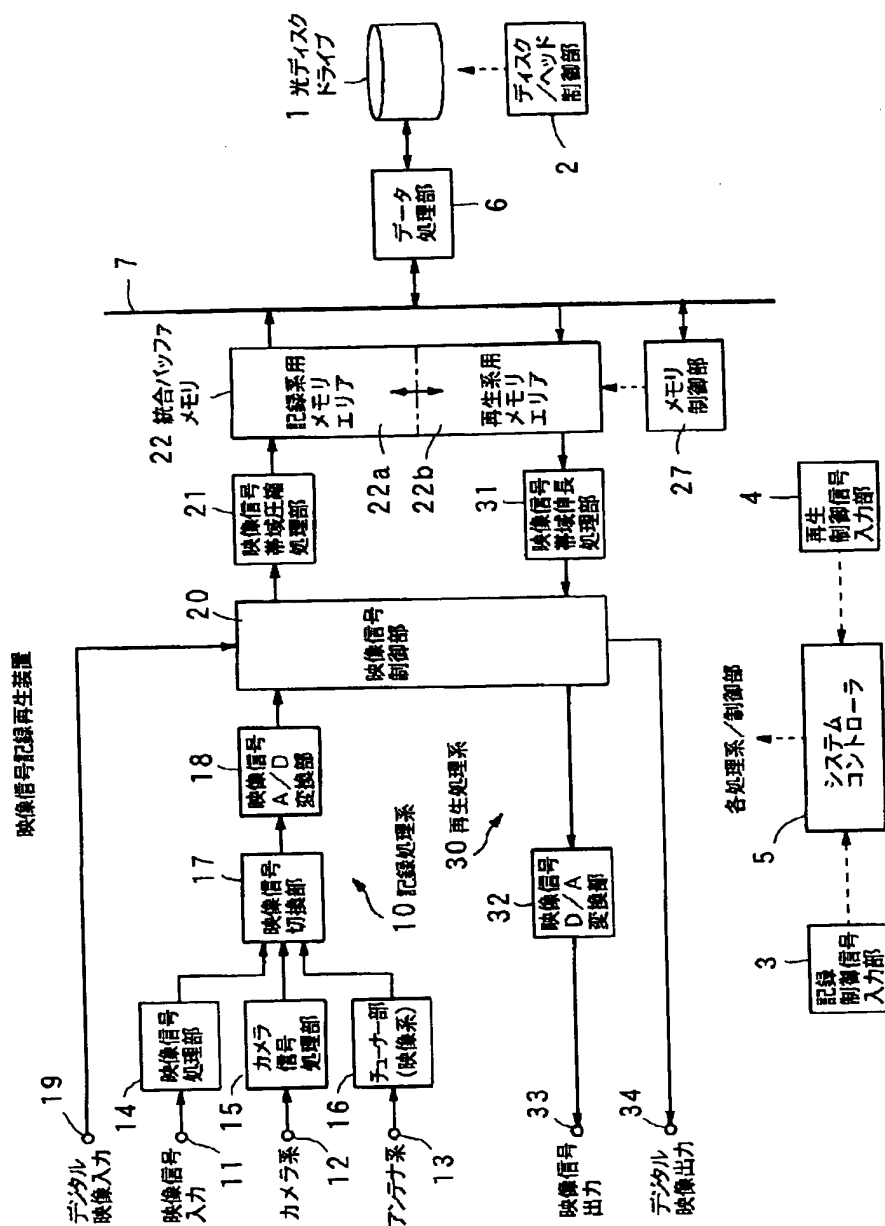 映像信号記録再生装置
19
デジタル
映像入力
14
映像信号
処理部
映像信号
入力
11
15
カメラ
信号
処理部
カメラ系
12
16
チューナー部
(映像系)
アンテナ系
13
17
映像信号
切換部
18
映像信号
A/D
変換部
10 記録処理系
20
映像信号
制御部
21
映像信号
帯域圧縮
処理部
22 統合バッファ
メモリ
記録系用
メモリ
エリア
22a
22b
再生系用
メモリ
エリア
7
データ
処理部
6
1 光ディスク
ドライブ
ディスク
/ヘッド
制御部
2
メモリ
制御部
27
31
映像信号
帯域伸長
処理部
30 再生処理系
32
映像信号
D/A
変換部
33
映像信号
出力
34
デジタル
映像出力
各処理系/制御部
4
再生
制御信号
入力部
システム
コントローラ
5
3
記録
制御信号
入力部